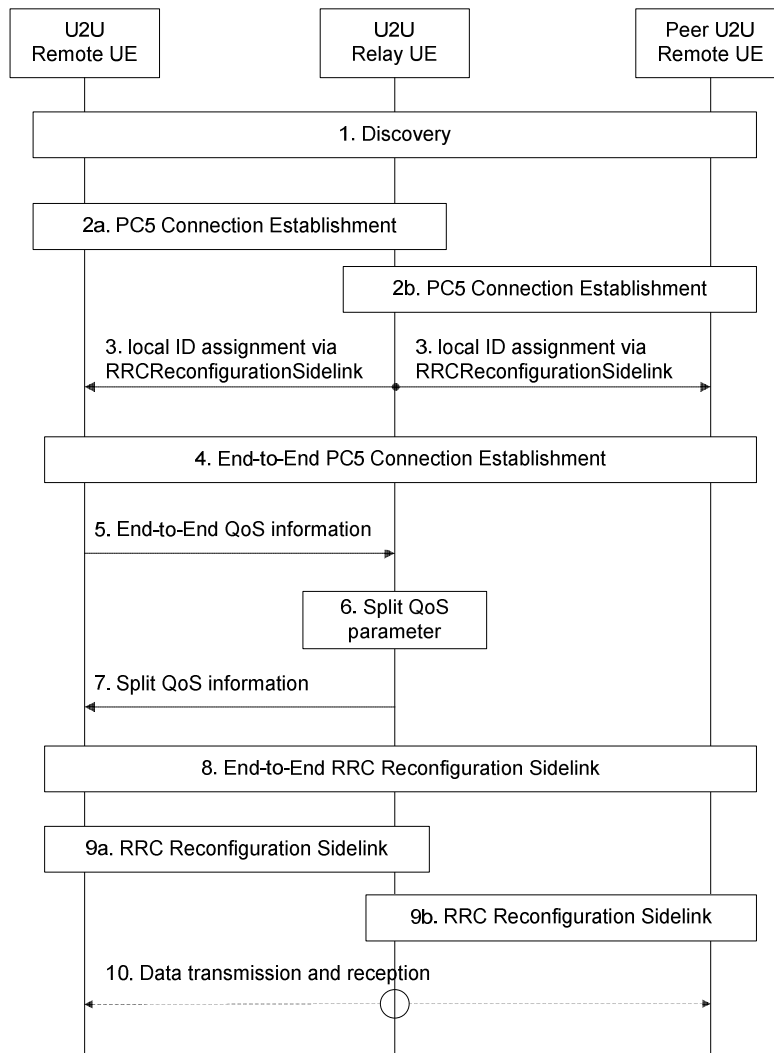 U2U
Remote UE
U2U
Relay UE
Peer U2U
Remote UE
1. Discovery
2a. PC5 Connection Establishment
2b. PC5 Connection Establishment
3. local ID assignment via
RRCReconfigurationSidelink
3. local ID assignment via
RRCReconfigurationSidelink
4. End-to-End PC5 Connection Establishment
5. End-to-End QoS information
6. Split QoS
parameter
7. Split QoS information
8. End-to-End RRC Reconfiguration Sidelink
9a. RRC Reconfiguration Sidelink
9b. RRC Reconfiguration Sidelink
10. Data transmission and reception